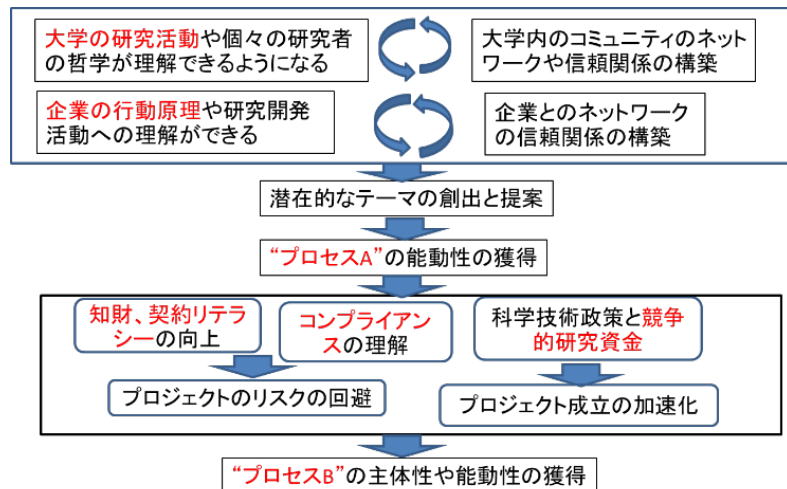 大学の研究活動や個々の研究者
の哲学が理解できるようになる
大学内のコミュニティのネット
ワークや信頼関係の構築
企業の行動原理や研究開発
活動への理解ができる
企業とのネットワーク
の信頼関係の構築
潜在的なテーマの創出と提案
“プロセスA”の能動性の獲得
知財、契約リテラ
シーの向上
コンプライアン
スの理解
科学技術政策と競争
的研究資金
プロジェクトのリスクの回避
プロジェクト成立の加速化
“プロセスB”の主体性や能動性の獲得